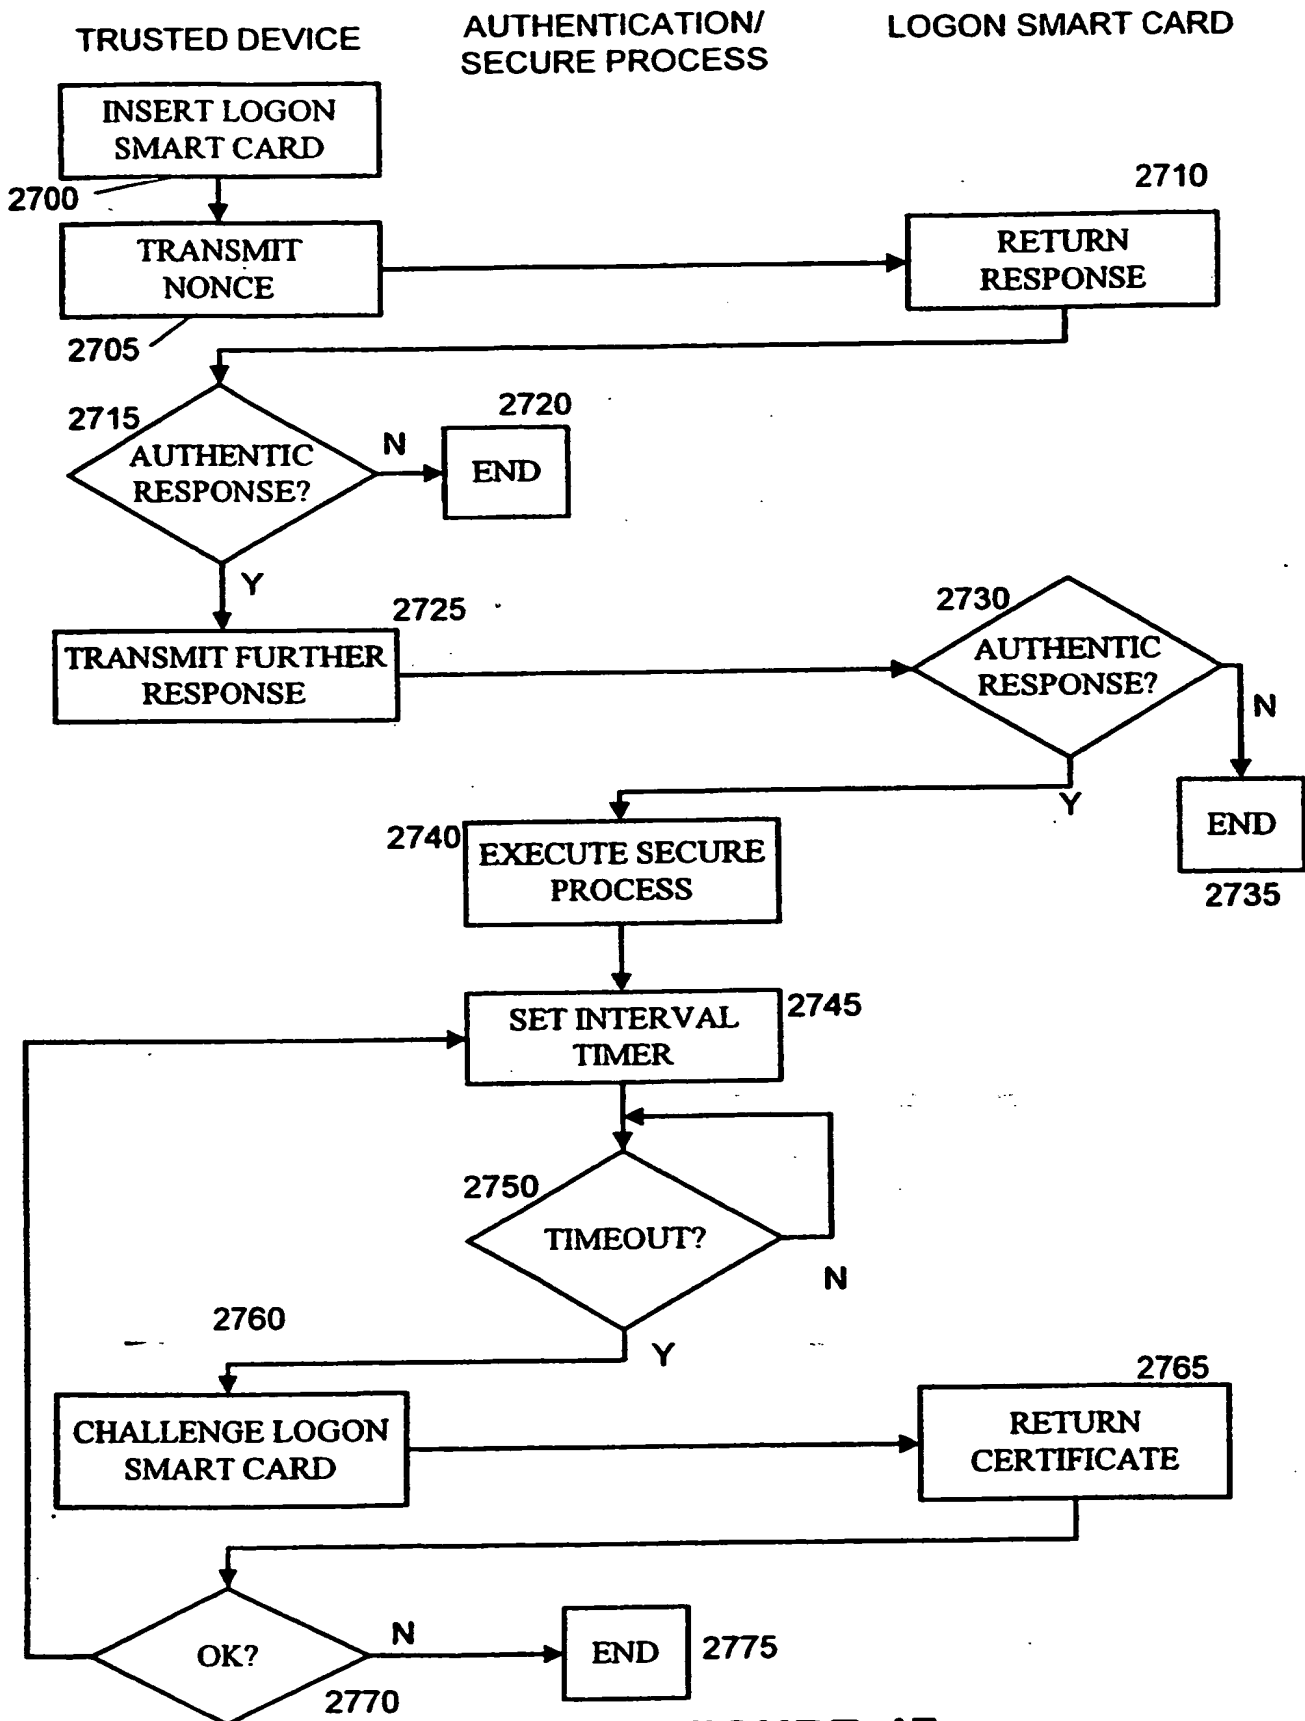 TRUSTED DEVICE
AUTHENTICATION/
SECURE PROCESS
LOGON SMART CARD
INSERT LOGON
SMART CARD
2700
2710
TRANSMIT
NONCE
RETURN
RESPONSE
2705
2715
AUTHENTIC
RESPONSE?
N
2720
END
Y
2725
TRANSMIT FURTHER
RESPONSE
2730
AUTHENTIC
RESPONSE?
N
Y
END
2735
2740
EXECUTE SECURE
PROCESS
SET INTERVAL
TIMER
2745
2750
TIMEOUT?
N
Y
2760
CHALLENGE LOGON
SMART CARD
2765
RETURN
CERTIFICATE
OK?
N
END
2775
2770